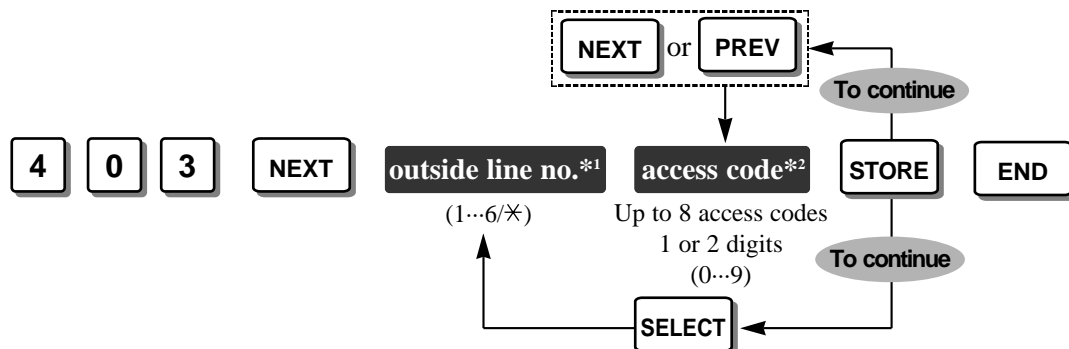 NEXT or PREV
To continue
4 0 3 NEXT outside line no.*1 access code*2 STORE END
(1···6/✳) Up to 8 access codes
1 or 2 digits
(0···9)
To continue
SELECT